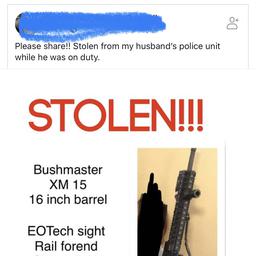 Please share!! Stolen from my husband's police unit
while he was on duty.
STOLEN!!!
Bushmaster
XM 15
16 inch barrel
EOTech sight
Rail forend